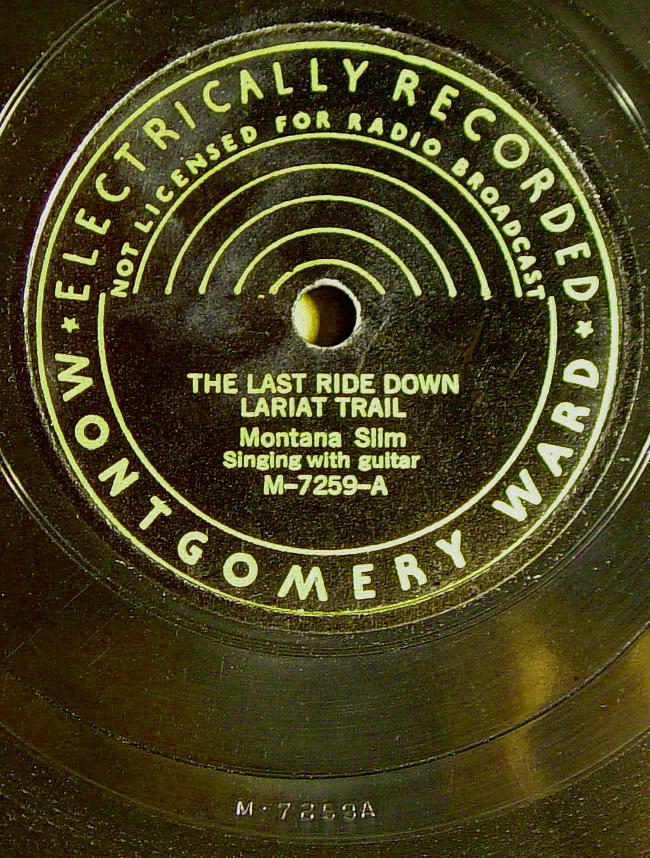 ★ ELECTRICALLY RECORDED ★
NOT LICENSED FOR RADIO BROADCAST
THE LAST RIDE DOWN
LARIAT TRAIL
Montana Slim
Singing with guitar
M-7259-A
MONTGOMERY WARD
M-7259A